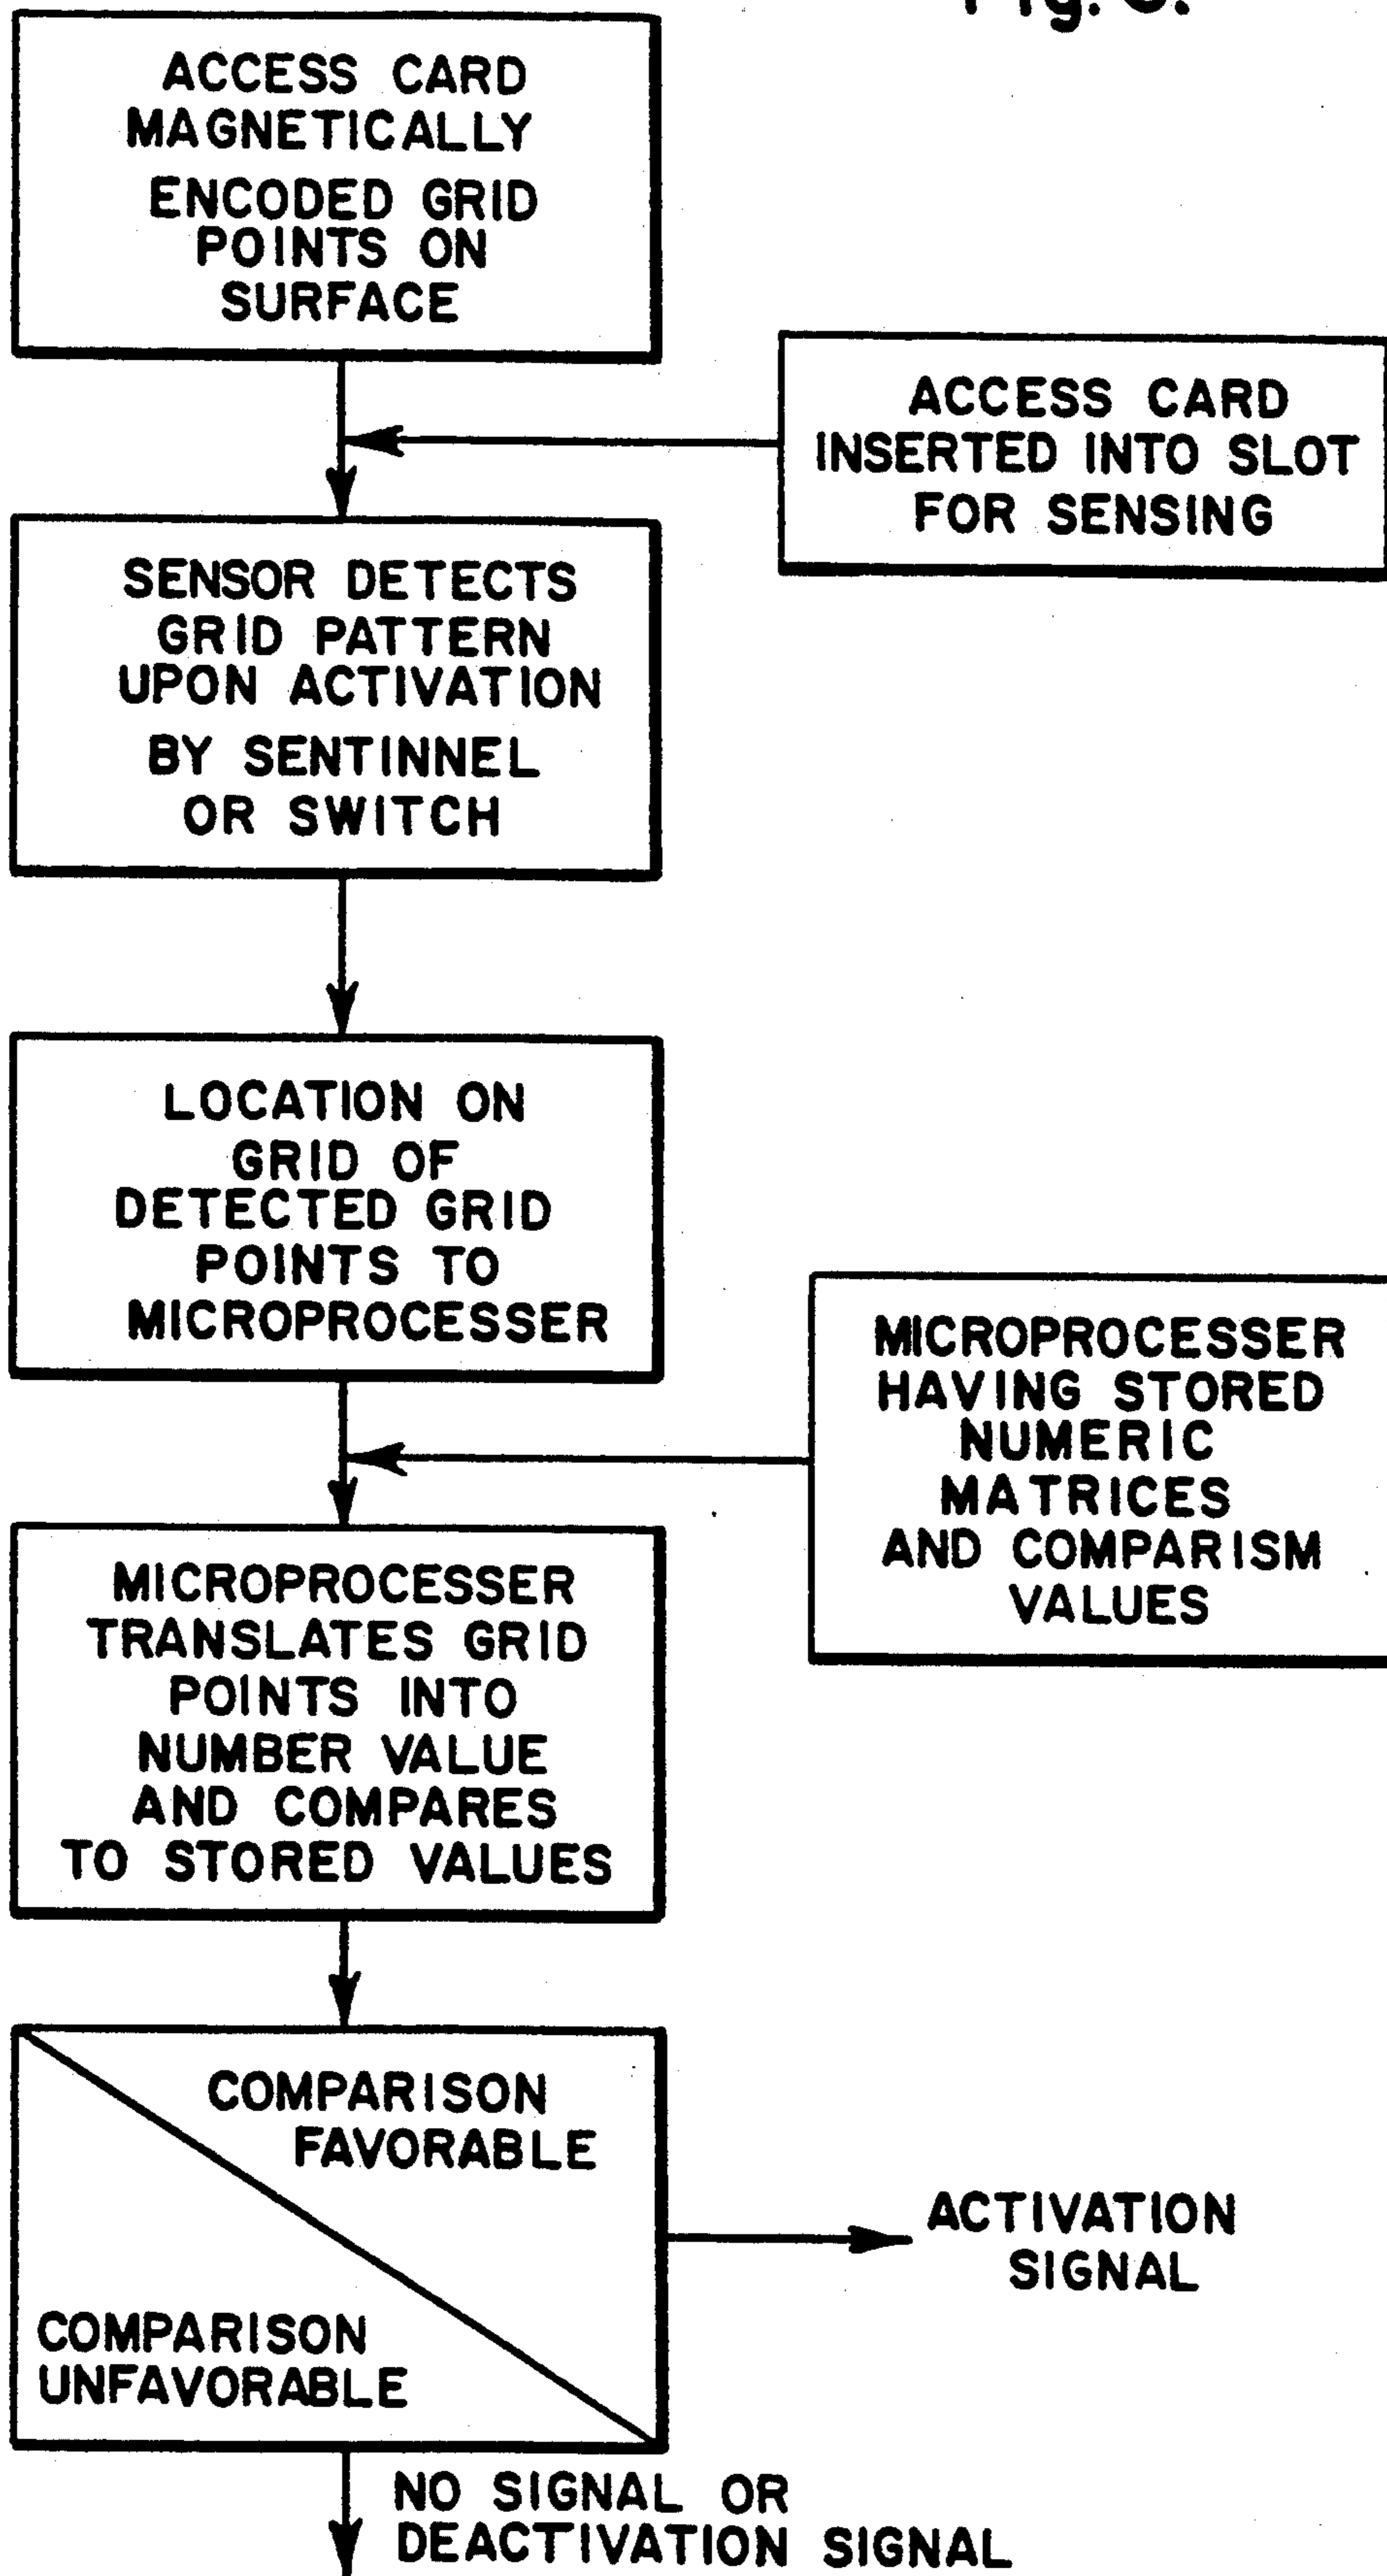 ACCESS CARD
MAGNETICALLY
ENCODED GRID
POINTS ON
SURFACE
ACCESS CARD
INSERTED INTO SLOT
FOR SENSING
SENSOR DETECTS
GRID PATTERN
UPON ACTIVATION
BY SENTINNEL
OR SWITCH
LOCATION ON
GRID OF
DETECTED GRID
POINTS TO
MICROPROCESSER
MICROPROCESSER
HAVING STORED
NUMERIC
MATRICES
AND COMPARISM
VALUES
MICROPROCESSER
TRANSLATES GRID
POINTS INTO
NUMBER VALUE
AND COMPARES
TO STORED VALUES
COMPARISON
FAVORABLE
ACTIVATION
SIGNAL
COMPARISON
UNFAVORABLE
NO SIGNAL OR
DEACTIVATION SIGNAL